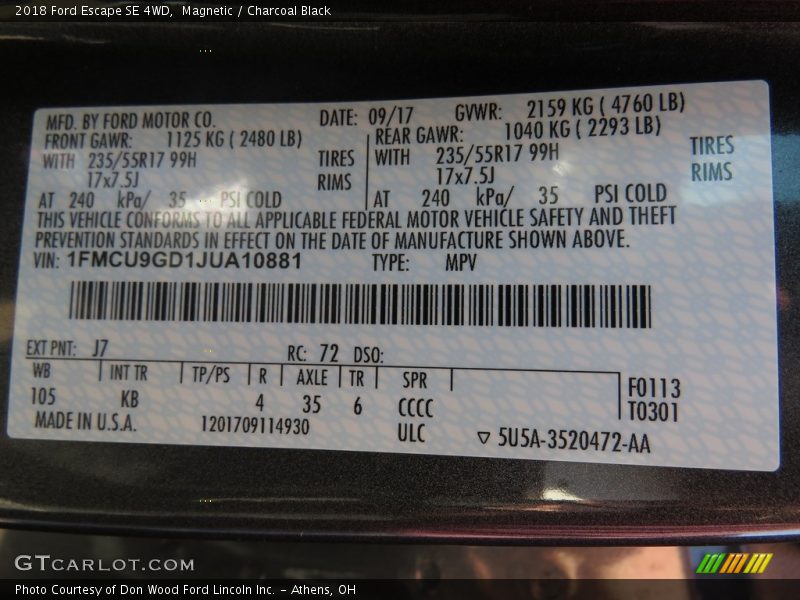 2018 Ford Escape SE 4WD, Magnetic / Charcoal Black
MFD. BY FORD MOTOR CO. DATE: 09/17 GVWR: 2159 KG ( 4760 LB)
FRONT GAWR: 1125 KG ( 2480 LB) REAR GAWR: 1040 KG ( 2293 LB)
WITH 235/55R17 99H TIRES WITH 235/55R17 99H TIRES
17x7.5J RIMS 17x7.5J RIMS
AT 240 kPa/ 35 PSI COLD AT 240 kPa/ 35 PSI COLD
THIS VEHICLE CONFORMS TO ALL APPLICABLE FEDERAL MOTOR VEHICLE SAFETY AND THEFT
PREVENTION STANDARDS IN EFFECT ON THE DATE OF MANUFACTURE SHOWN ABOVE.
VIN: 1FMCU9GD1JUA10881 TYPE: MPV
EXT PNT: J7 RC: 72 DSO:
WB INT TR TP/PS R AXLE TR SPR F0113
105 KB 4 35 6 CCCC T0301
MADE IN U.S.A. 1201709114930 ULC ▽ 5U5A-3520472-AA
GTCARLOT.COM
Photo Courtesy of Don Wood Ford Lincoln Inc. - Athens, OH